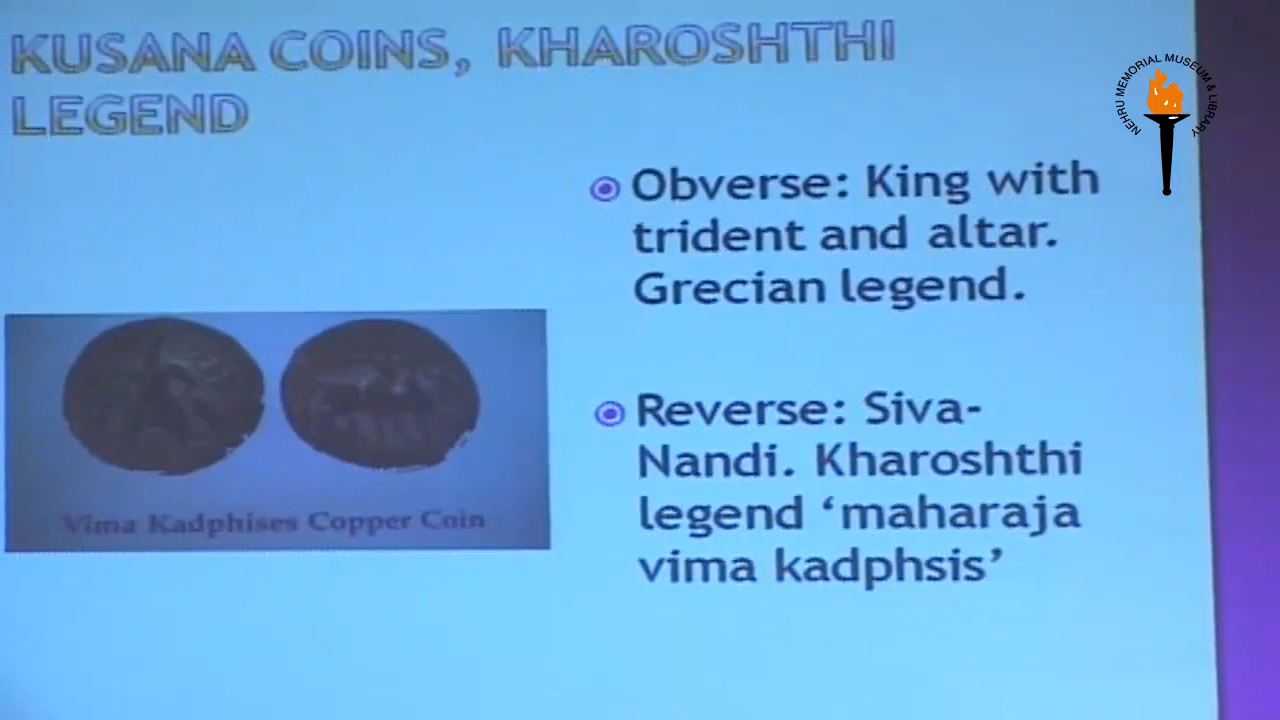 KUSANA COINS, KHAROSHTHI
LEGEND
NEHRU MEMORIAL MUSEUM & LIBRARY
Obverse: King with
trident and altar.
Grecian legend.
Vima Kadphises Copper Coin
Reverse: Siva-
Nandi. Kharoshthi
legend ‘maharaja
vima kadphsis’